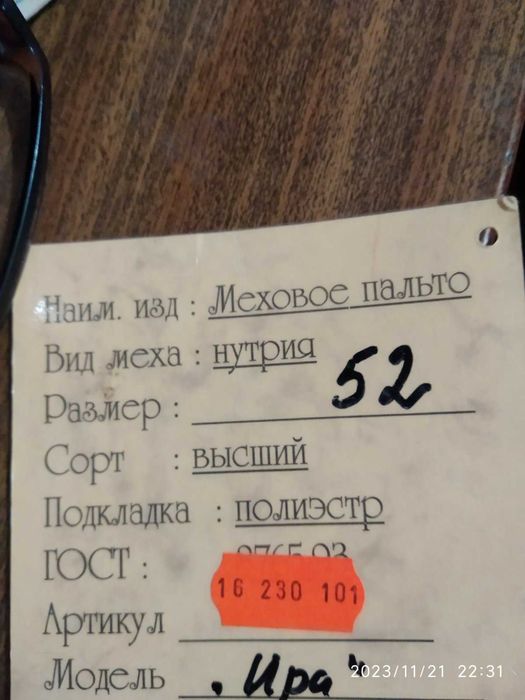 Наим. изд : Меховое пальто
Вид меха : нутрия
Размер : 52
Сорт : высший
Подкладка : полиэстр
ГОСТ :
16 230 101
Артикул
Модель "Ира"
2023/11/21 22:31